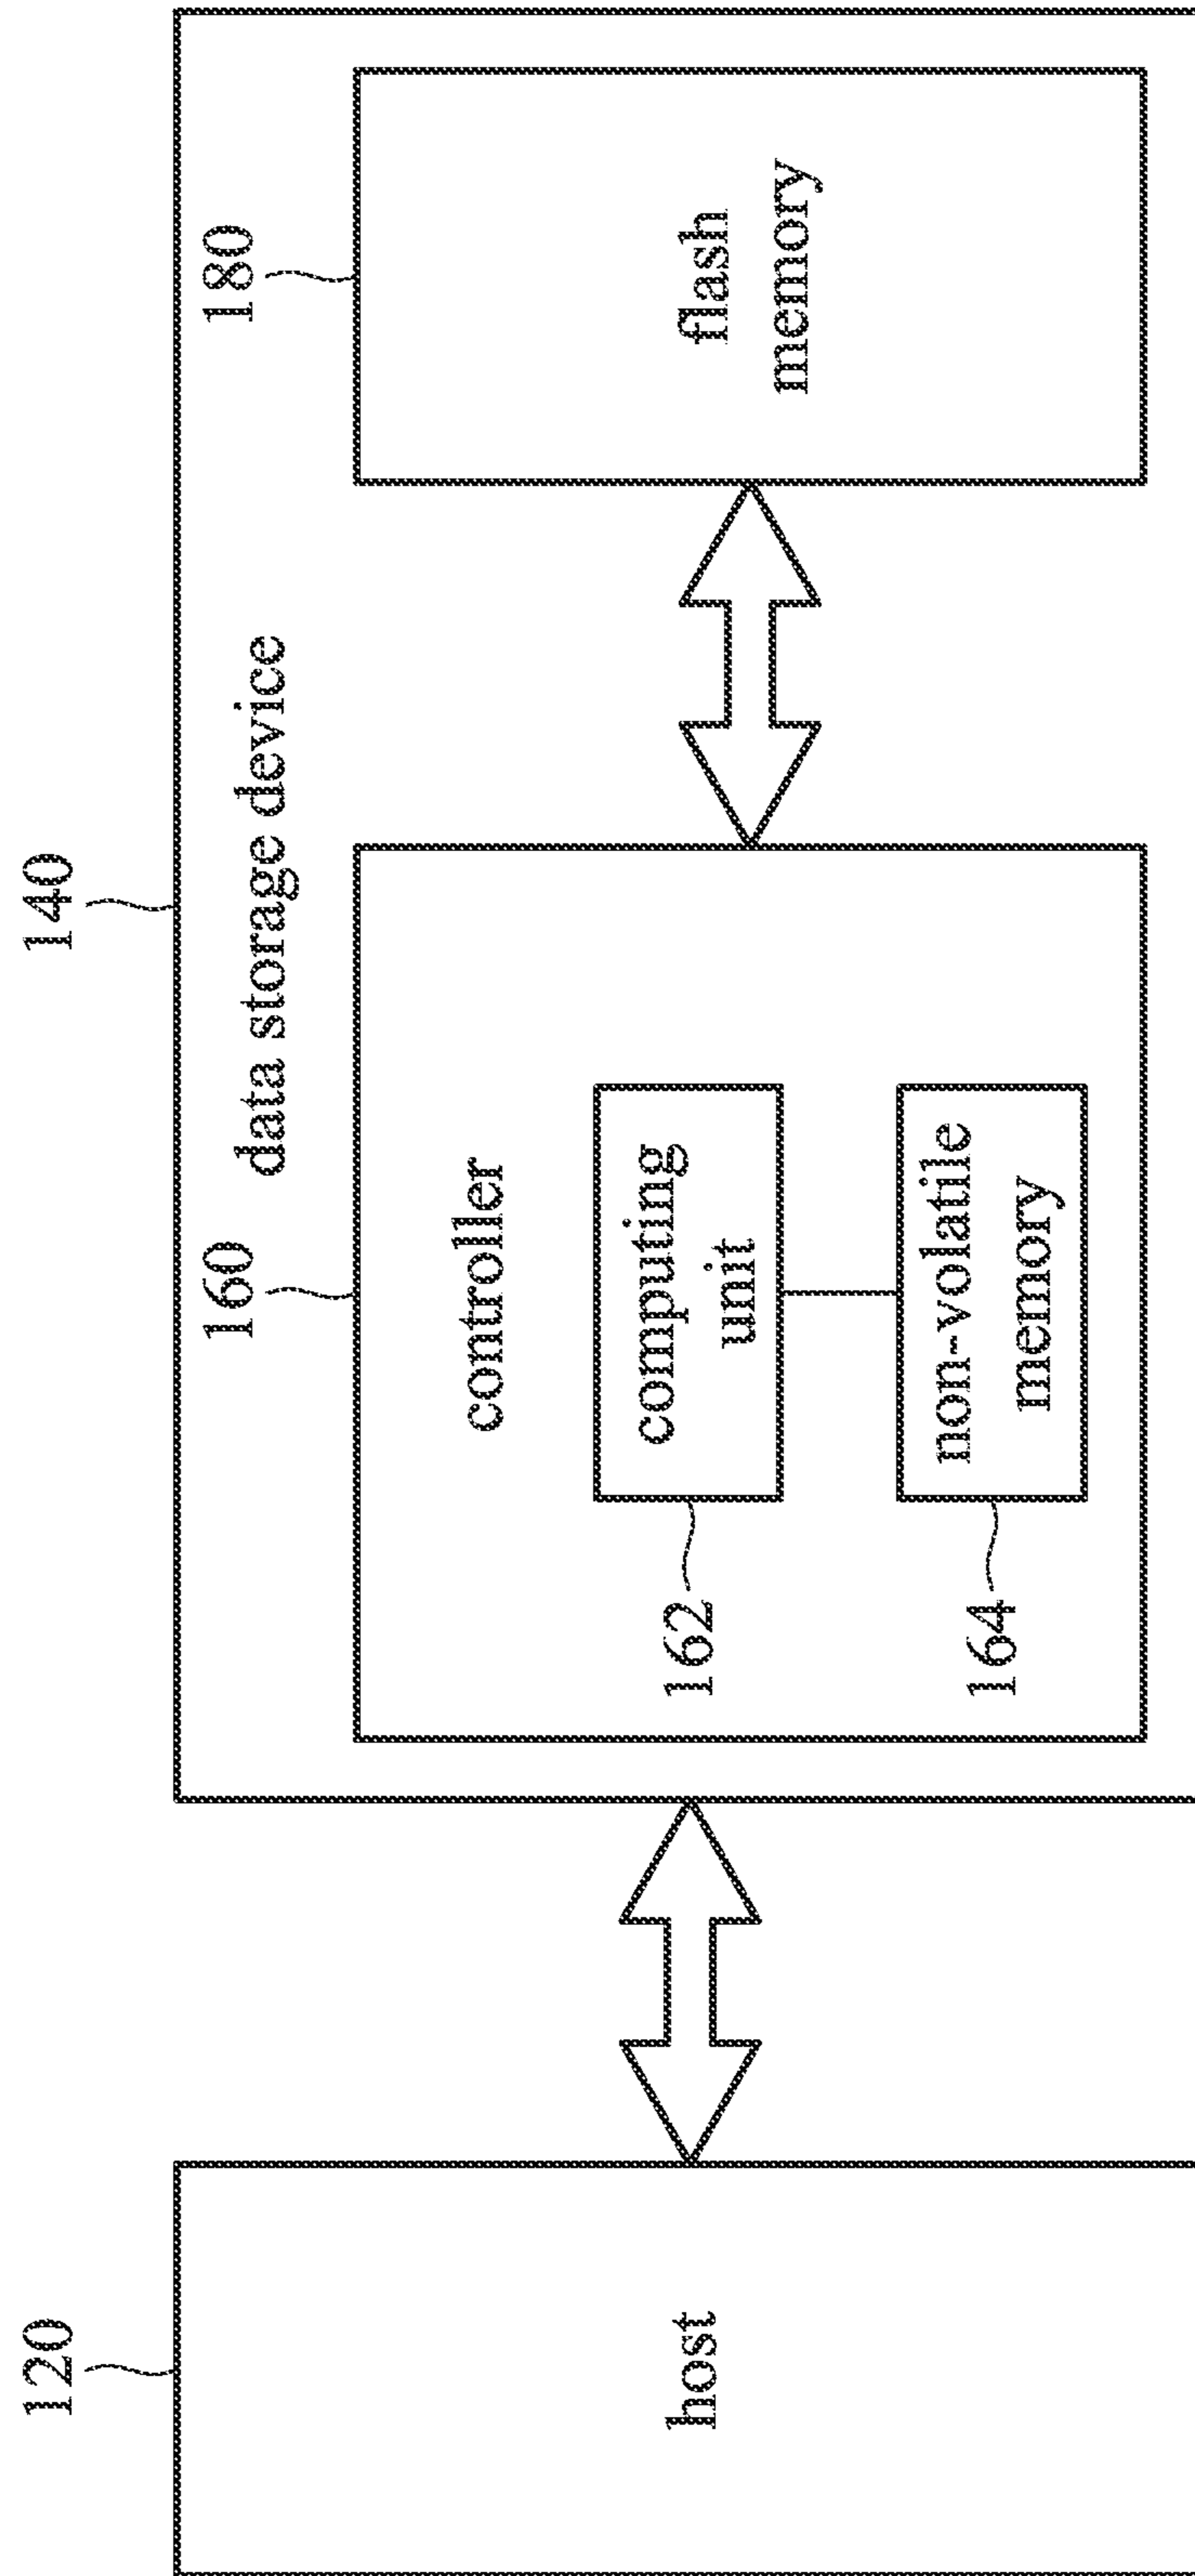 120
host
140
data storage device
160
controller
computing
unit
162
non-volatile
memory
164
180
flash
memory